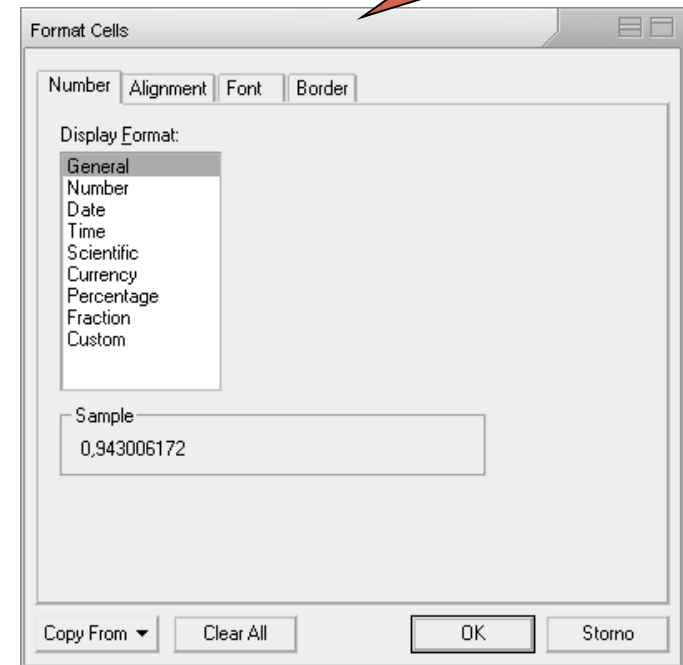 Format Cells
Number Alignment Font Border
Display Format:
General
Number
Date
Time
Scientific
Currency
Percentage
Fraction
Custom
Sample
0,943006172
Copy From Clear All OK Storno